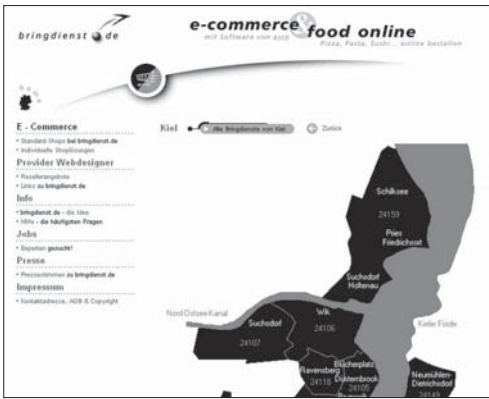 bringdienst.de
e-commerce & food online
mit Software von asco
Pizza, Pasta, Sushi... online bestellen
home
E - Commerce
• Standard-Shops bei bringdienst.de
• Individuelle Shoplösungen
Provider Webdesigner
• Resellerangebote
• Links zu bringdienst.de
Info
• bringdienst.de - die Idee
• Hilfe - die häufigsten Fragen
Jobs
• Experten gesucht!
Presse
• Pressestimmen zu bringdienst.de
Impressum
• Kontaktadresse, AGB & Copyright
Kiel
Alle Bringdienste von Kiel
Zurück
Schilksee
24159
Pries
Friedrichsort
Suchsdorf
Holtenau
Nord-Ostsee-Kanal
Suchsdorf
24107
Wik
24106
Kieler Förde
Ravensberg
24118
Blücherplatz
Düsternbrook
24105
Neumühlen-
Dietrichsdorf
24149